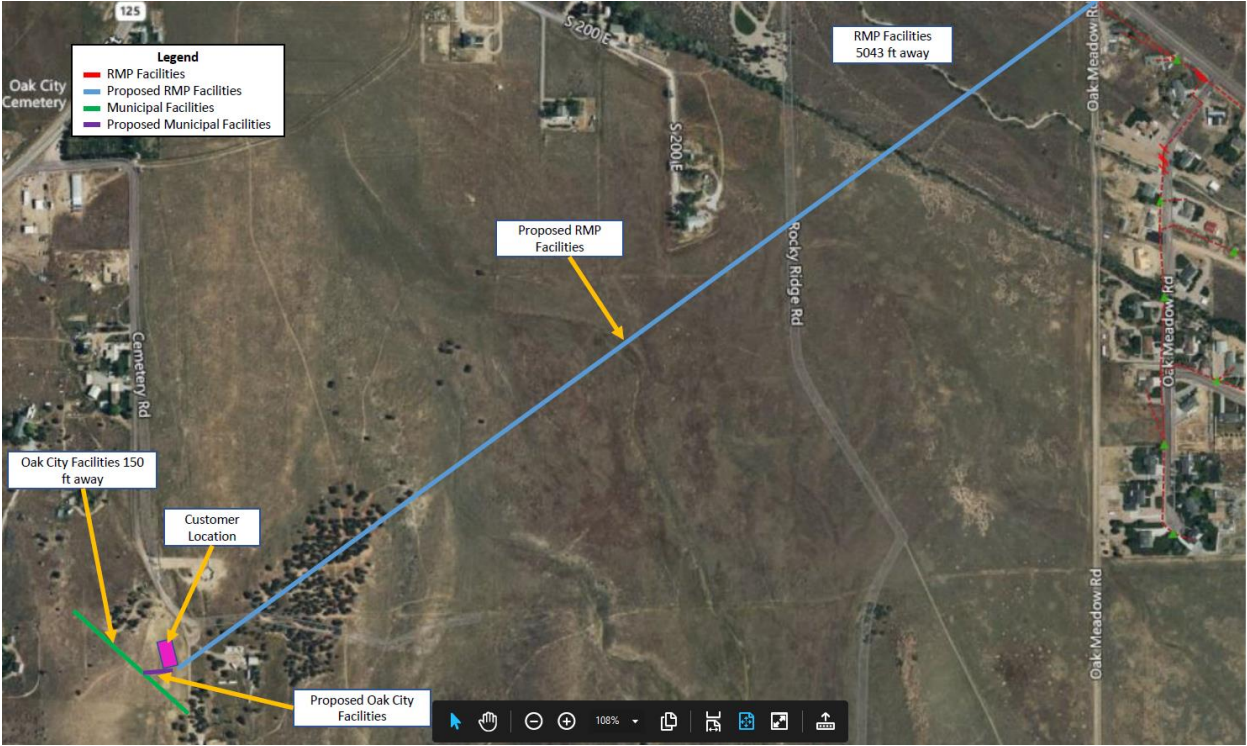 125
S 200 E
RMP Facilities
5043 ft away
Oak Meadow Rd
Legend
RMP Facilities
Proposed RMP Facilities
Municipal Facilities
Proposed Municipal Facilities
Oak City
Cemetery
S 200 E
Proposed RMP
Facilities
Rocky Ridge Rd
Oak Meadow Rd
Cemetery Rd
Oak City Facilities 150
ft away
Customer
Location
Oak Meadow Rd
Proposed Oak City
Facilities
108%